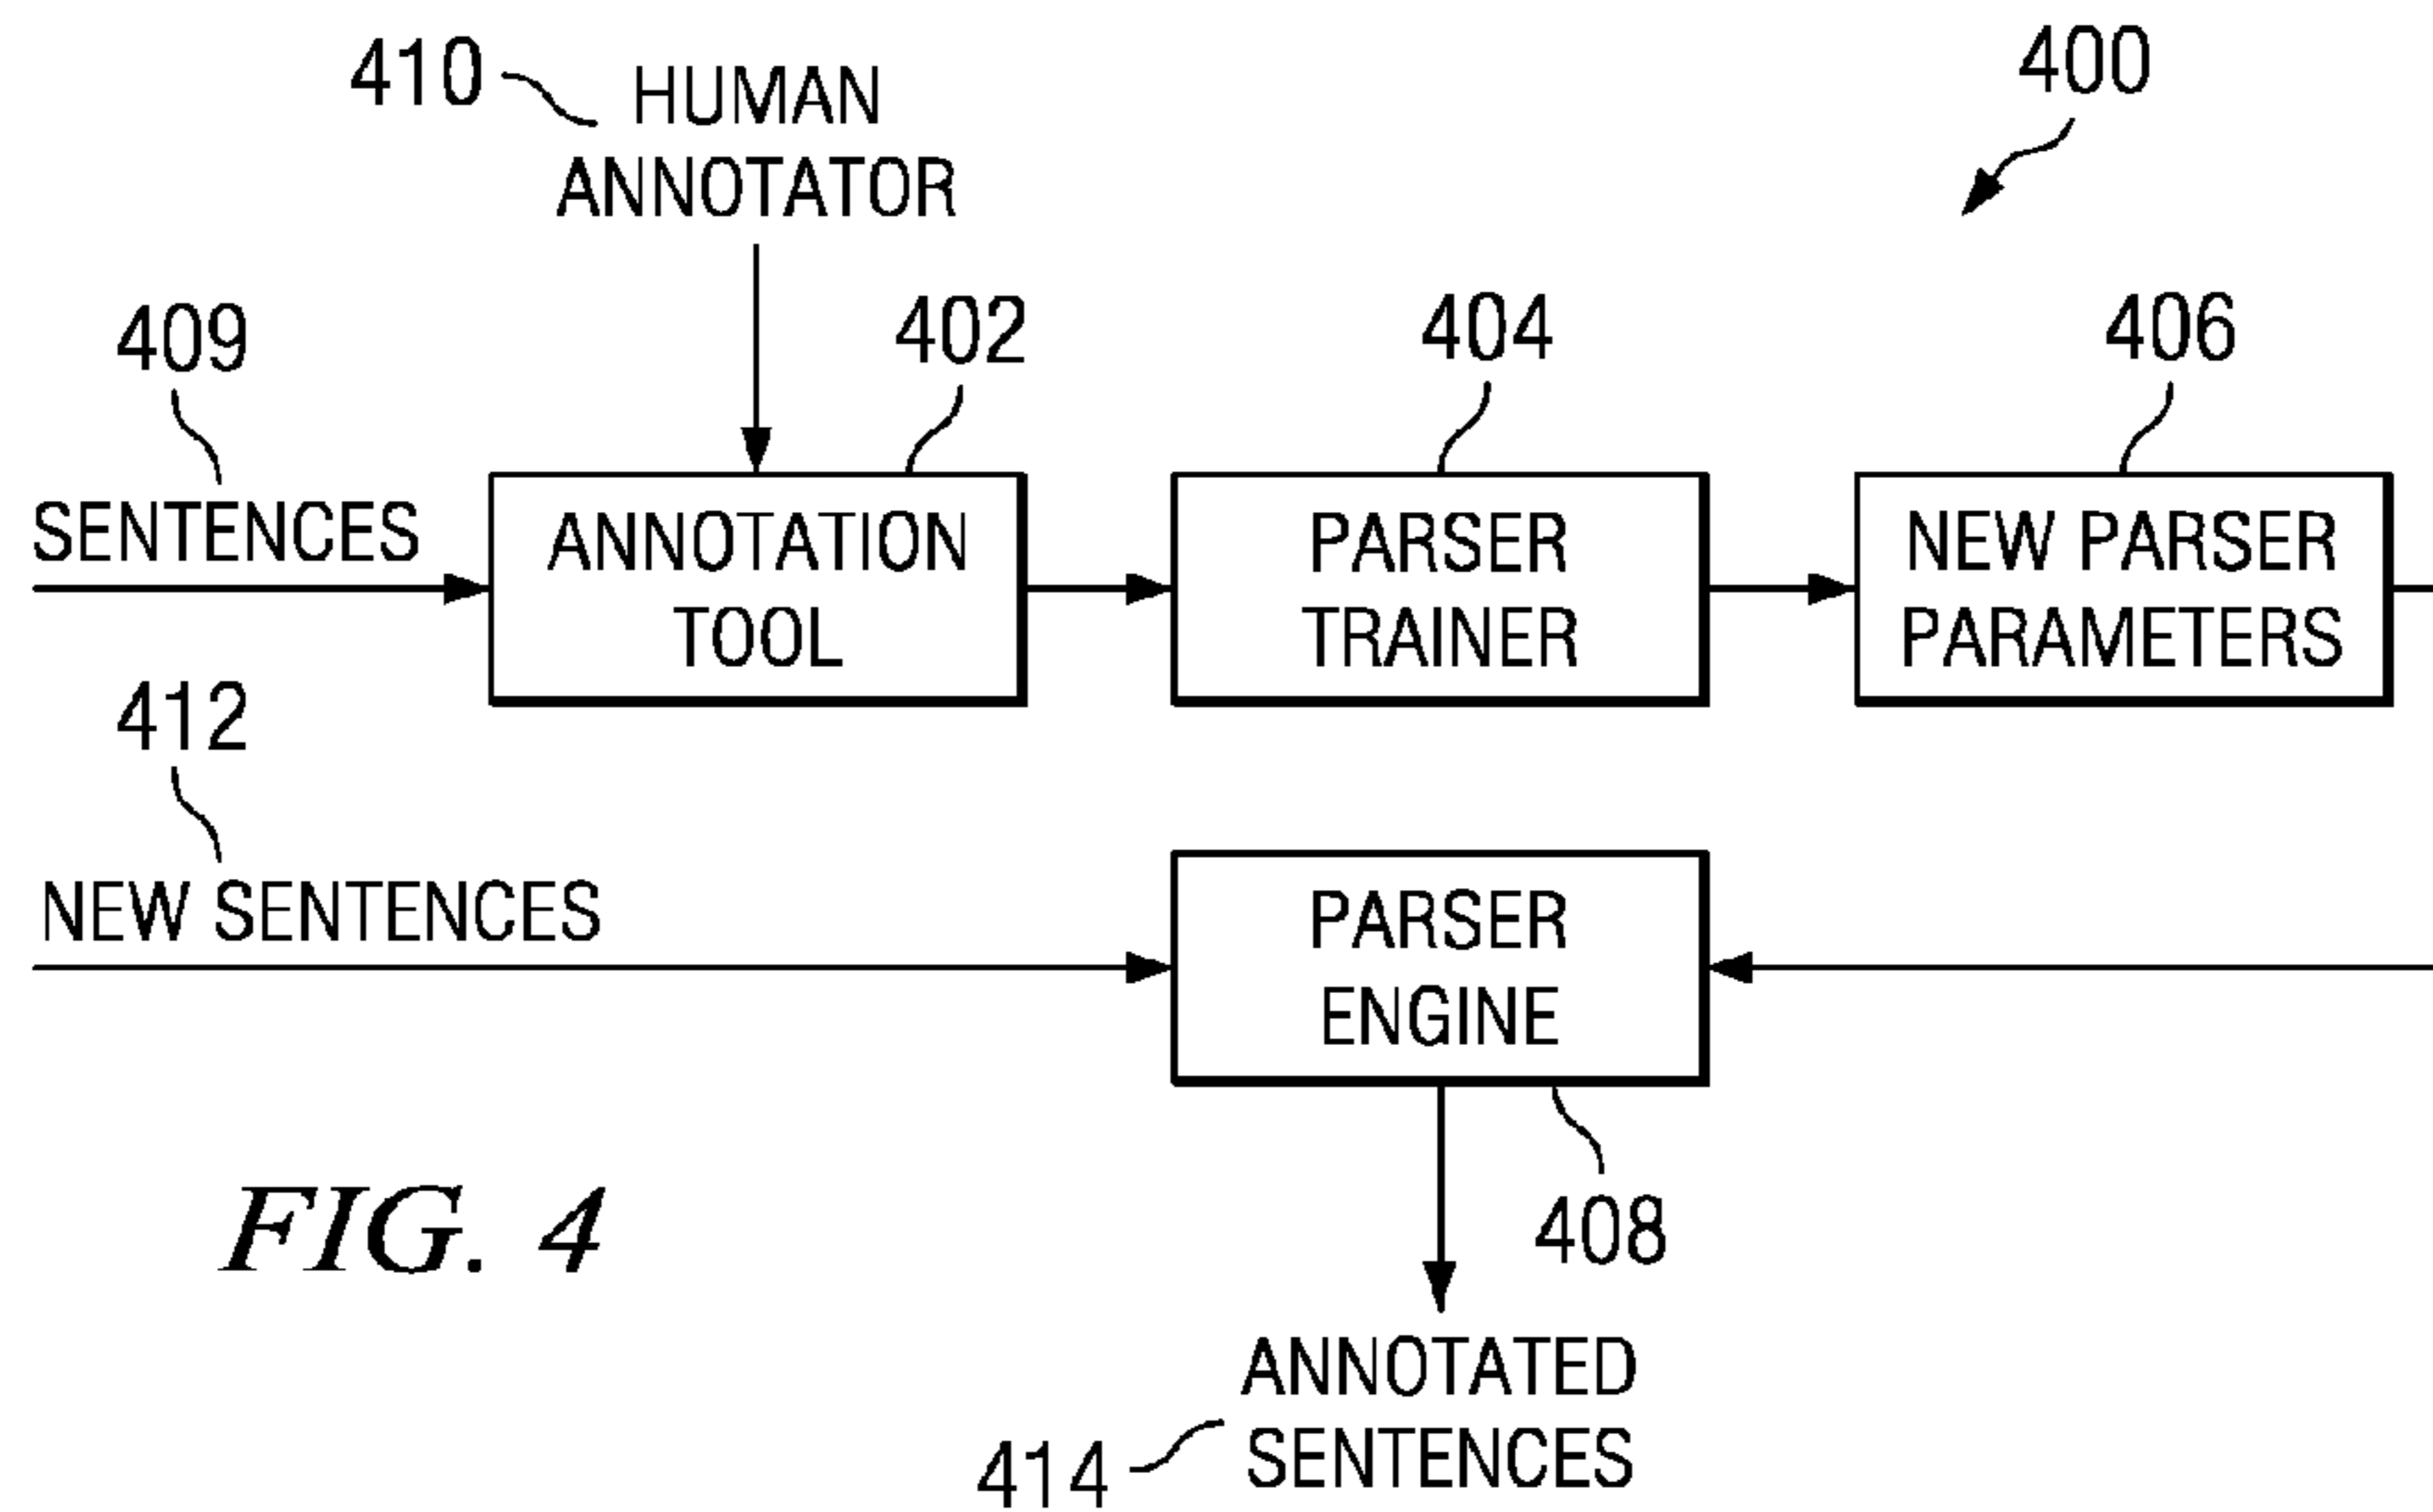 410
HUMAN
ANNOTATOR
400
409
402
404
406
SENTENCES
ANNOTATION
TOOL
PARSER
TRAINER
NEW PARSER
PARAMETERS
412
NEW SENTENCES
PARSER
ENGINE
408
FIG. 4
ANNOTATED
SENTENCES
414